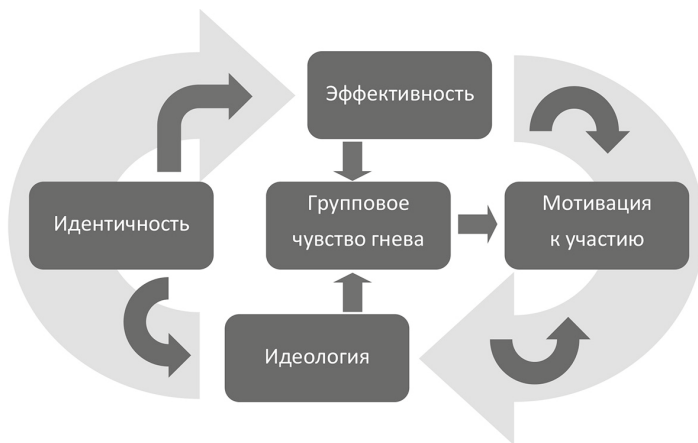 Эффективность
Идентичность
Групповое
чувство гнева
Мотивация
к участию
Идеология